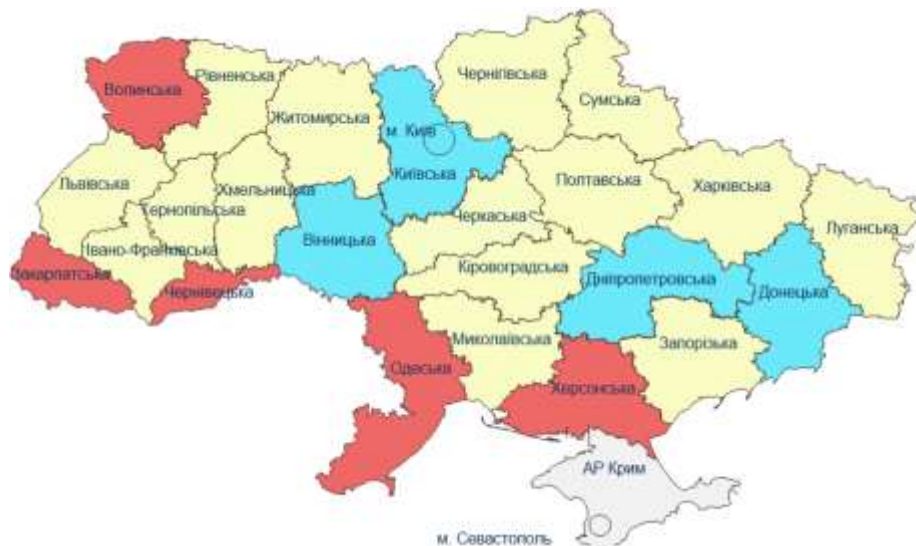 Волинська
Рівненська
Житомирська
м. Київ
Київська
Чернігівська
Сумська
Львівська
Тернопільська
Хмельницька
Вінницька
Черкаська
Полтавська
Харківська
Луганська
Івано-Франківська
Закарпатська
Чернівецька
Кіровоградська
Дніпропетровська
Донецька
Одеська
Миколаївська
Запорізька
Херсонська
АР Крим
м. Севастополь